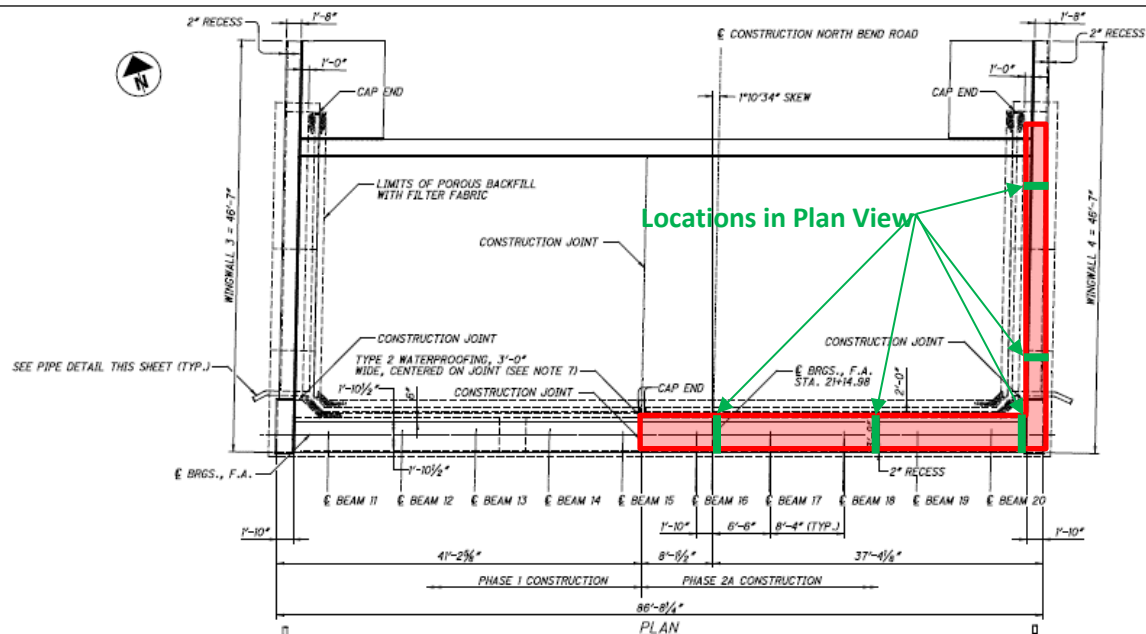 1'-8"
2" RECESS
1'-0"
CAP END
N
WINGWALL 3 = 46'-7"
LIMITS OF POROUS BACKFILL
WITH FILTER FABRIC
℄ CONSTRUCTION NORTH BEND ROAD
1°10'34" SKEW
1'-8"
2" RECESS
1'-0"
CAP END
WINGWALL 4 = 46'-7"
Locations in Plan View
CONSTRUCTION JOINT
CONSTRUCTION JOINT
SEE PIPE DETAIL THIS SHEET (TYP.)
TYPE 2 WATERPROOFING, 3'-0"
WIDE, CENTERED ON JOINT (SEE NOTE 7)
1'-10½"
6"
CONSTRUCTION JOINT
CAP END
℄ BRGS., F.A.
STA. 21+14.98
2'-0"
CONSTRUCTION JOINT
℄ BRGS., F.A.
1'-10½"
2" RECESS
℄ BEAM 11
℄ BEAM 12
℄ BEAM 13
℄ BEAM 14
℄ BEAM 15
℄ BEAM 16
℄ BEAM 17
℄ BEAM 18
℄ BEAM 19
℄ BEAM 20
1'-10"
1'-10"
6'-6"
8'-4" (TYP.)
1'-10"
41'-2⅝"
8'-1½"
37'-4⅛"
PHASE 1 CONSTRUCTION
PHASE 2A CONSTRUCTION
86'-8¼"
PLAN